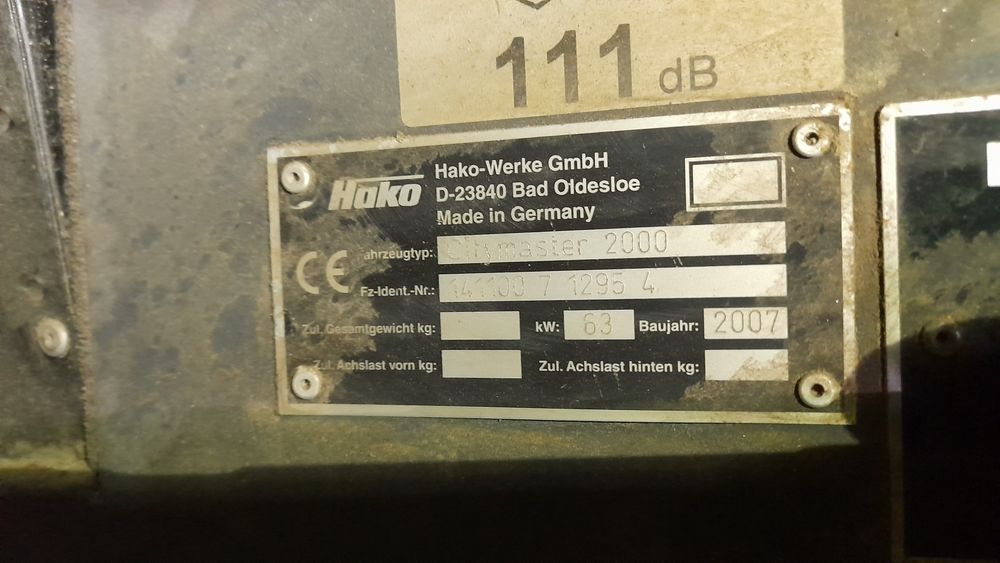 111 dB
Hako
Hako-Werke GmbH
D-23840 Bad Oldesloe
Made in Germany
CE
Fahrzeugtyp: Citymaster 2000
Fz-Ident.-Nr.: 141100 7 1295 4
Zul. Gesamtgewicht kg: kW: 63 Baujahr: 2007
Zul. Achslast vorn kg: Zul. Achslast hinten kg: